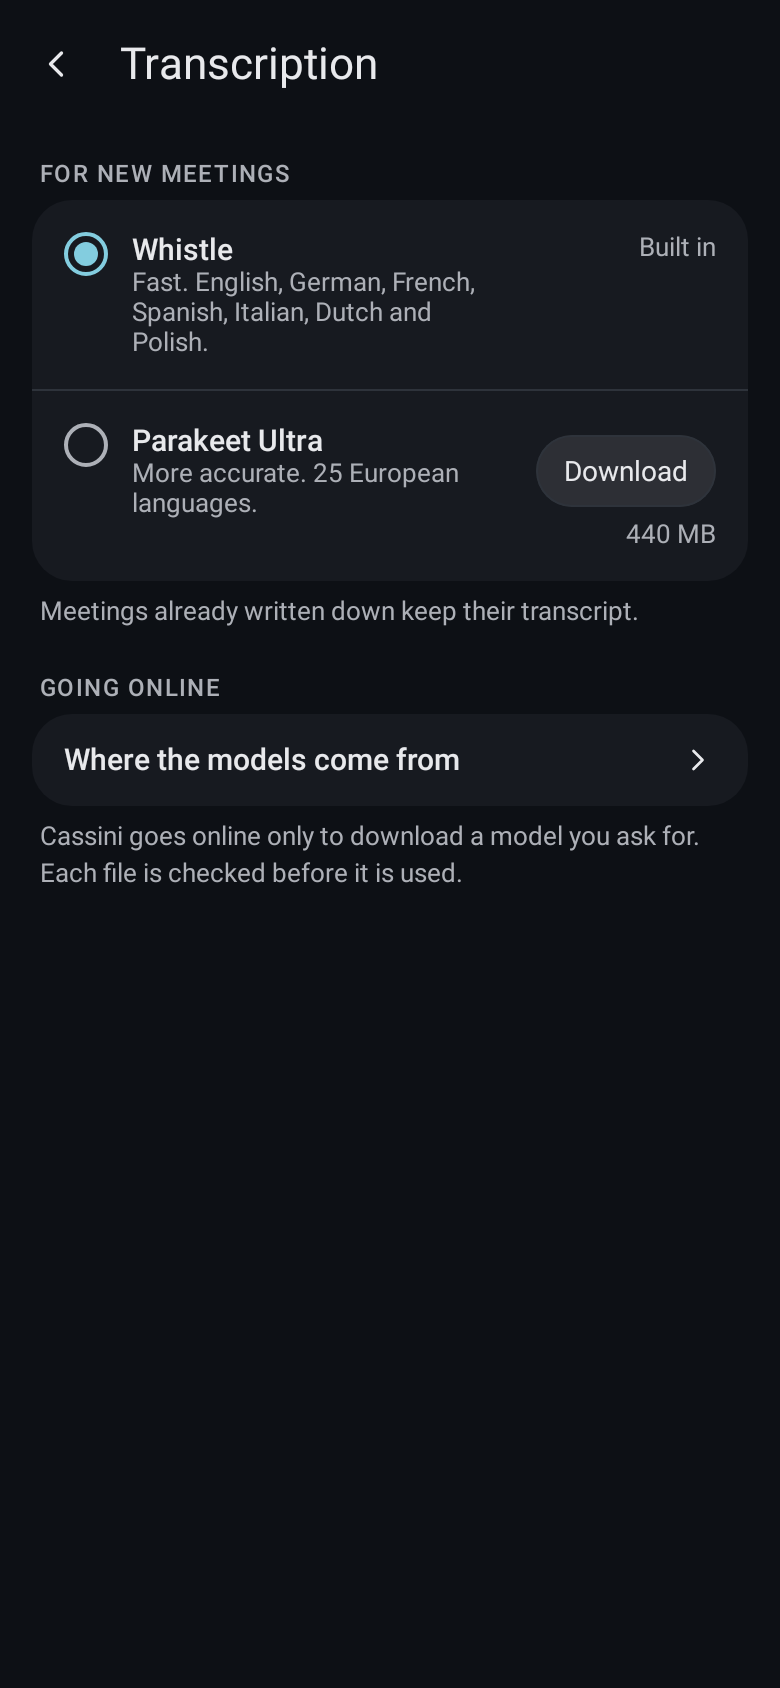 Transcription
FOR NEW MEETINGS
Whistle
Built in
Fast. English, German, French,
Spanish, Italian, Dutch and
Polish.
Parakeet Ultra
More accurate. 25 European
languages.
Download
440 MB
Meetings already written down keep their transcript.
GOING ONLINE
Where the models come from
Cassini goes online only to download a model you ask for.
Each file is checked before it is used.